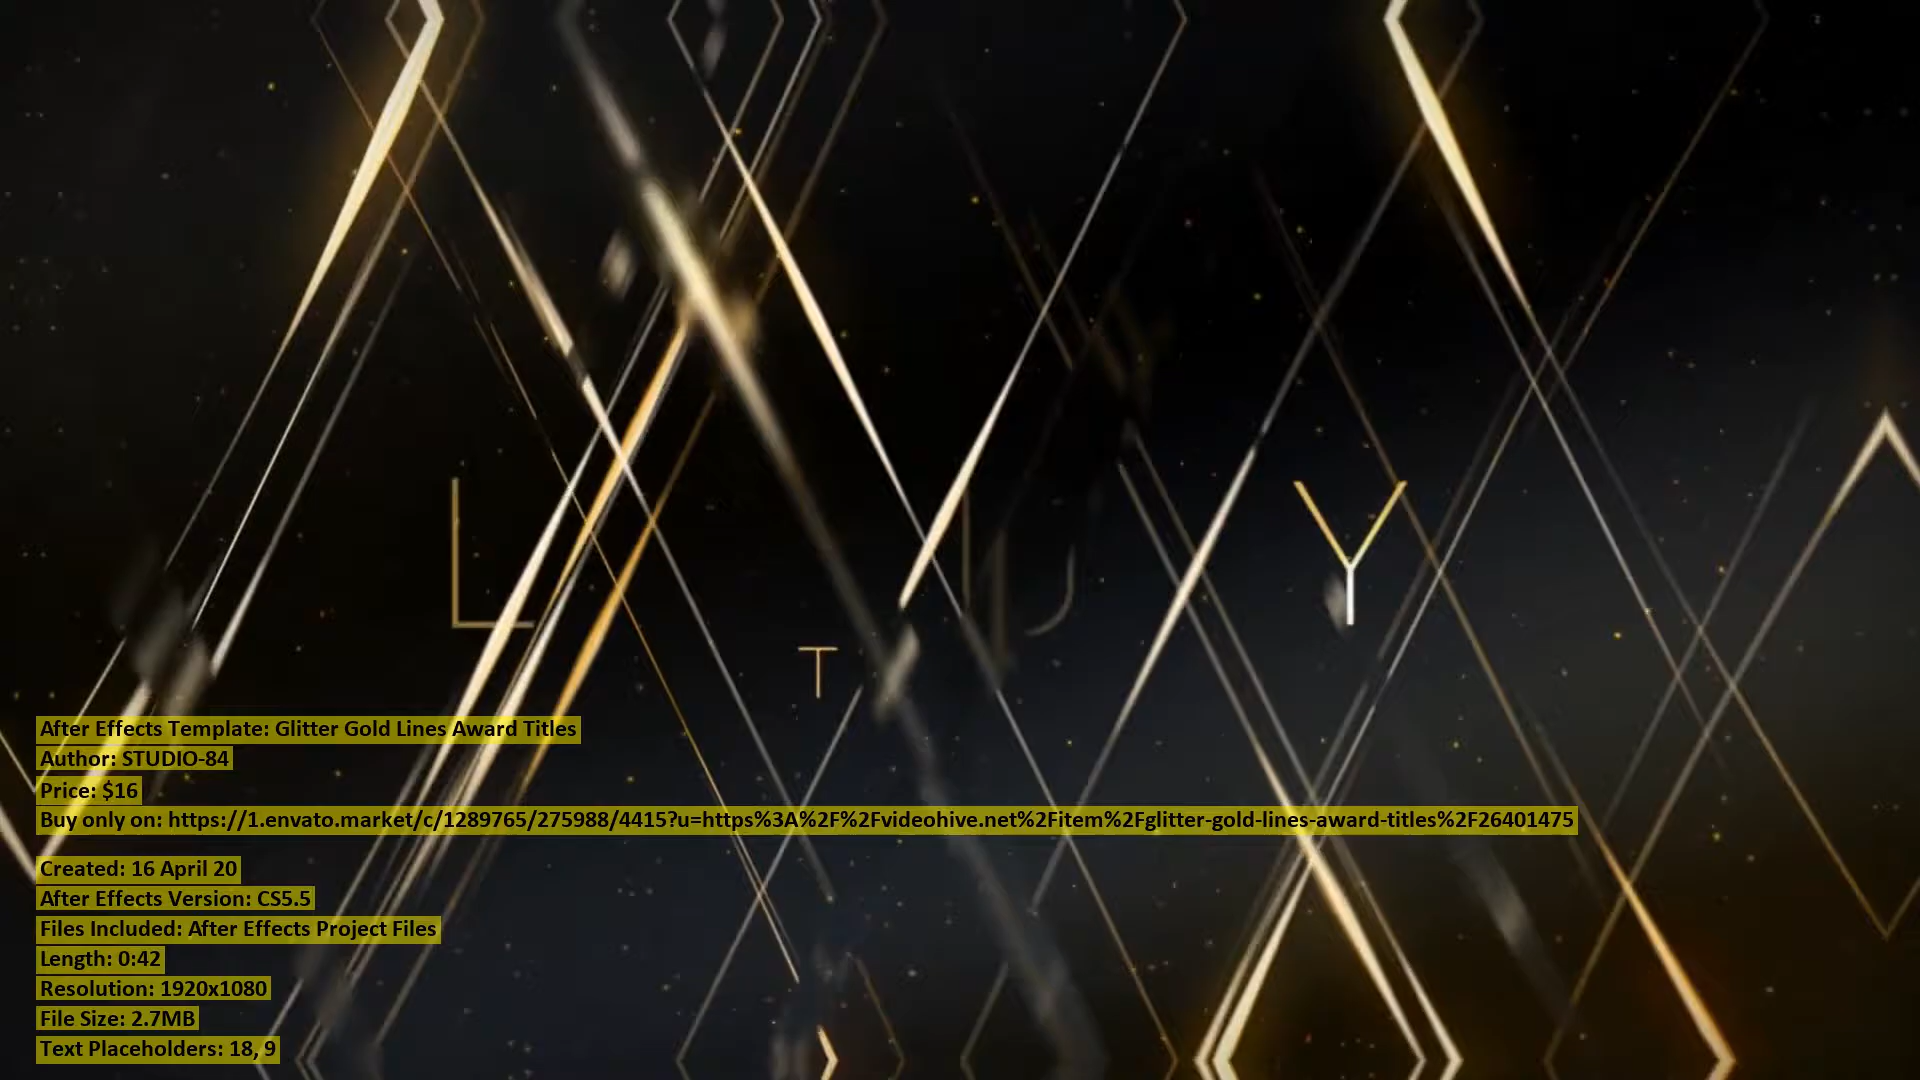 L U Y
T
After Effects Template: Glitter Gold Lines Award Titles
Author: STUDIO-84
Price: $16
Buy only on: https://1.envato.market/c/1289765/275988/4415?u=https%3A%2F%2Fvideohive.net%2Fitem%2Fglitter-gold-lines-award-titles%2F26401475
Created: 16 April 20
After Effects Version: CS5.5
Files Included: After Effects Project Files
Length: 0:42
Resolution: 1920x1080
File Size: 2.7MB
Text Placeholders: 18, 9